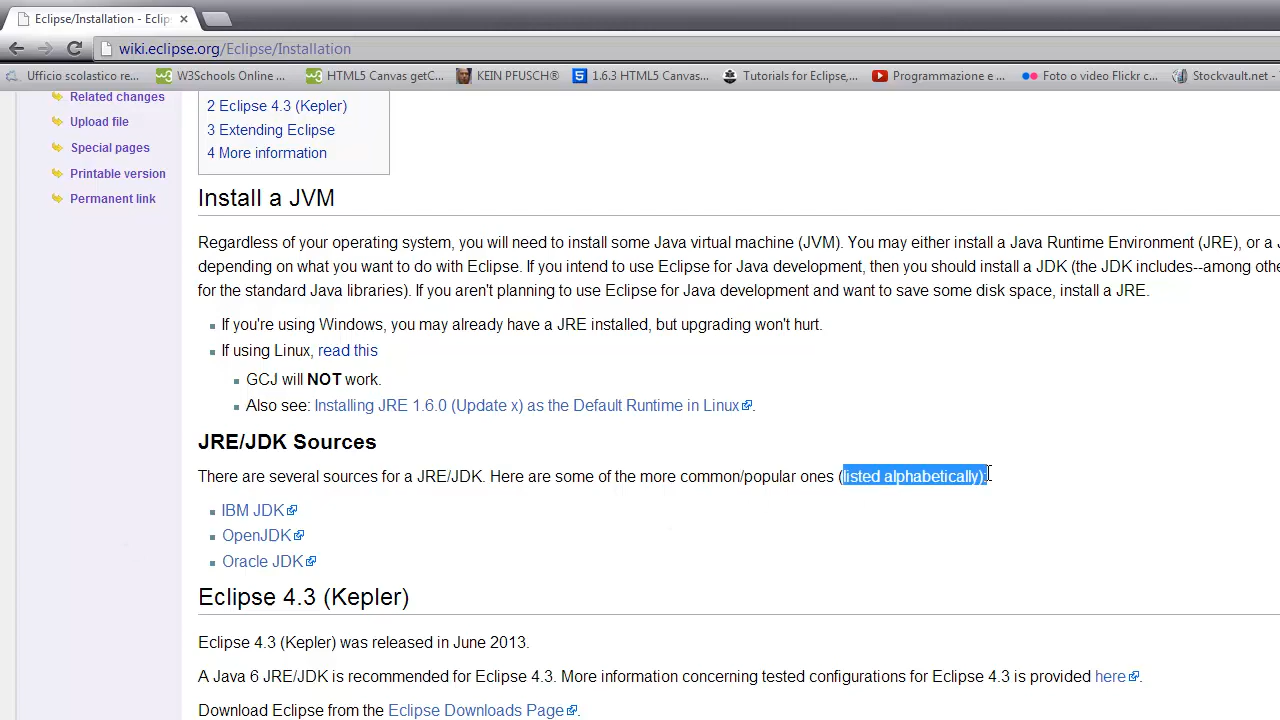 Eclipse/Installation - Eclip
wiki.eclipse.org/Eclipse/Installation
Ufficio scolastico re... W3Schools Online ... HTML5 Canvas getC... KEIN PFUSCH® 1.6.3 HTML5 Canvas... Tutorials for Eclipse,... Programmazione e ... Foto o video Flickr c... Stockvault.net -
Related changes
Upload file
Special pages
Printable version
Permanent link
2 Eclipse 4.3 (Kepler)
3 Extending Eclipse
4 More information
Install a JVM
Regardless of your operating system, you will need to install some Java virtual machine (JVM). You may either install a Java Runtime Environment (JRE), or a J
depending on what you want to do with Eclipse. If you intend to use Eclipse for Java development, then you should install a JDK (the JDK includes--among othe
for the standard Java libraries). If you aren't planning to use Eclipse for Java development and want to save some disk space, install a JRE.
If you're using Windows, you may already have a JRE installed, but upgrading won't hurt.
If using Linux, read this
GCJ will NOT work.
Also see: Installing JRE 1.6.0 (Update x) as the Default Runtime in Linux.
JRE/JDK Sources
There are several sources for a JRE/JDK. Here are some of the more common/popular ones (listed alphabetically):
IBM JDK
OpenJDK
Oracle JDK
Eclipse 4.3 (Kepler)
Eclipse 4.3 (Kepler) was released in June 2013.
A Java 6 JRE/JDK is recommended for Eclipse 4.3. More information concerning tested configurations for Eclipse 4.3 is provided here.
Download Eclipse from the Eclipse Downloads Page.